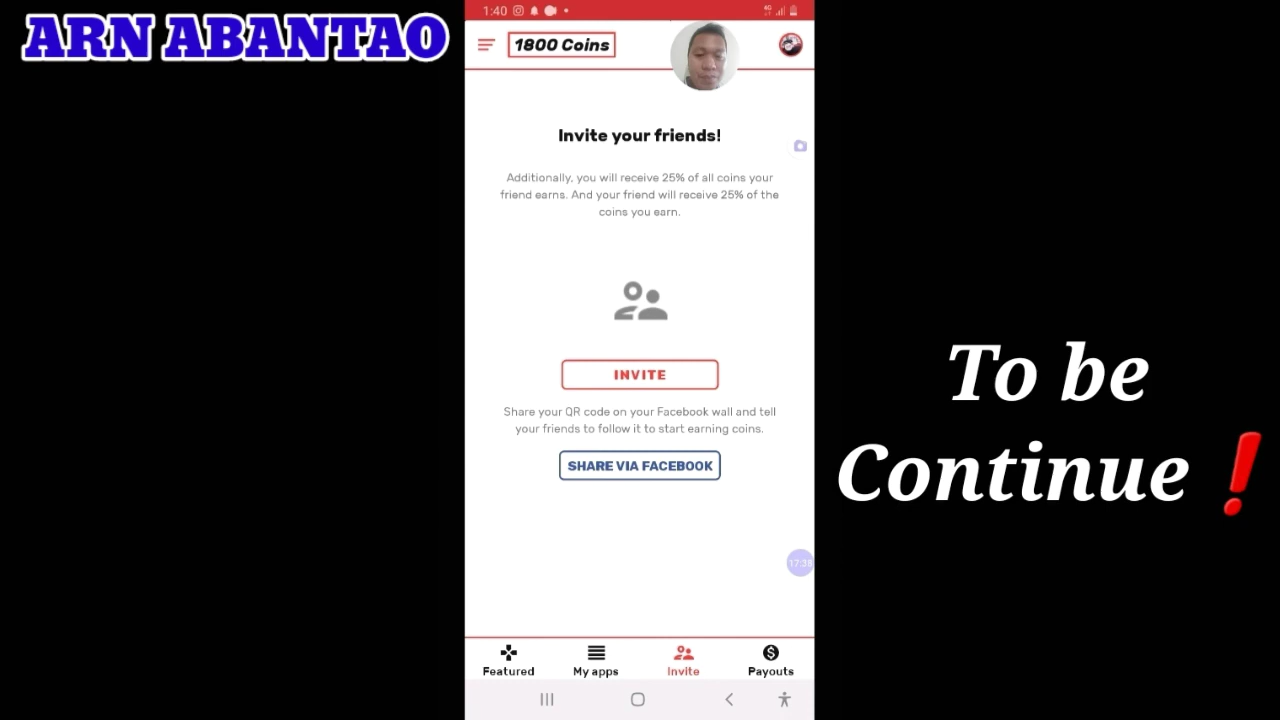 ARN ABANTAO
1:40
4G
1800 Coins
Invite your friends!
Additionally, you will receive 25% of all coins your
friend earns. And your friend will receive 25% of the
coins you earn.
INVITE
Share your QR code on your Facebook wall and tell
your friends to follow it to start earning coins.
SHARE VIA FACEBOOK
To be
Continue❗
17:38
Featured
My apps
Invite
Payouts